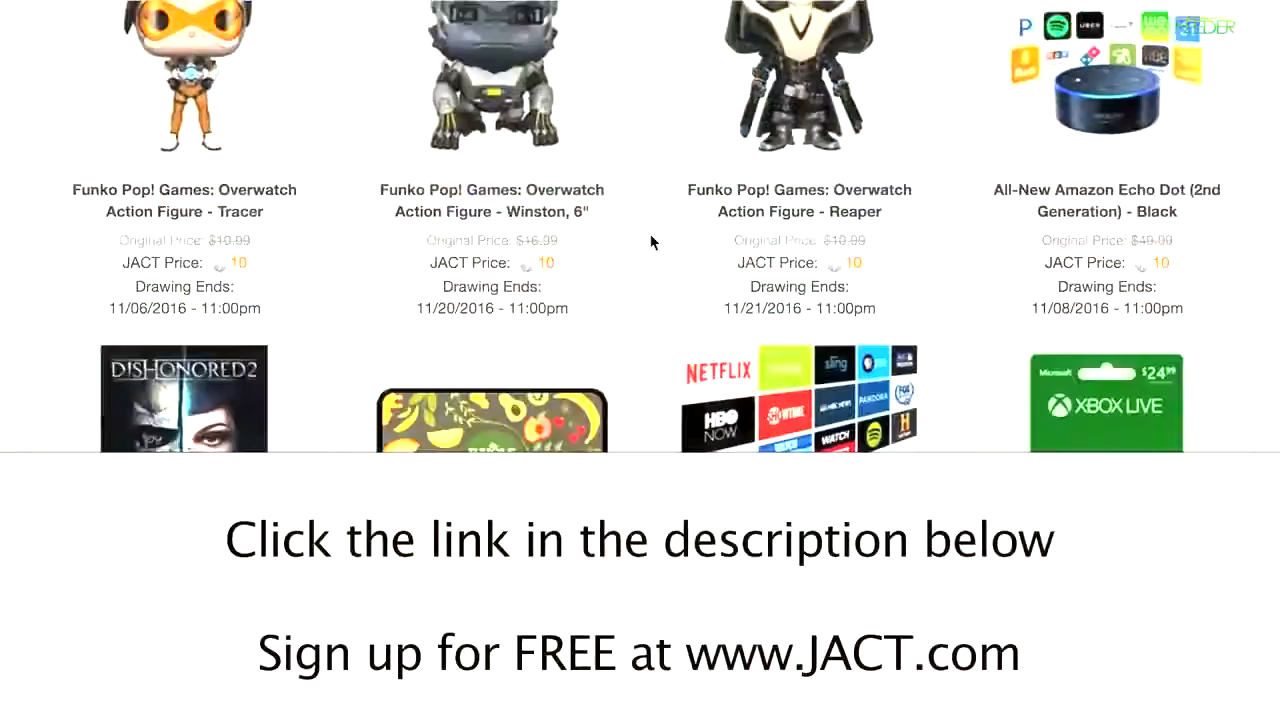 P
UBER
Funko Pop! Games: Overwatch
Action Figure - Tracer
Original Price: $10.99
JACT Price: 10
Drawing Ends:
11/06/2016 - 11:00pm
Funko Pop! Games: Overwatch
Action Figure - Winston, 6"
Original Price: $16.99
JACT Price: 10
Drawing Ends:
11/20/2016 - 11:00pm
Funko Pop! Games: Overwatch
Action Figure - Reaper
Original Price: $10.99
JACT Price: 10
Drawing Ends:
11/21/2016 - 11:00pm
All-New Amazon Echo Dot (2nd
Generation) - Black
Original Price: $49.99
JACT Price: 10
Drawing Ends:
11/08/2016 - 11:00pm
DISHONORED2
NETFLIX
sling
PANDORA
HBO
NOW
SHOWTIME
WATCH
FOX
H
Microsoft
$24.99
XBOX LIVE
Click the link in the description below
Sign up for FREE at www.JACT.com